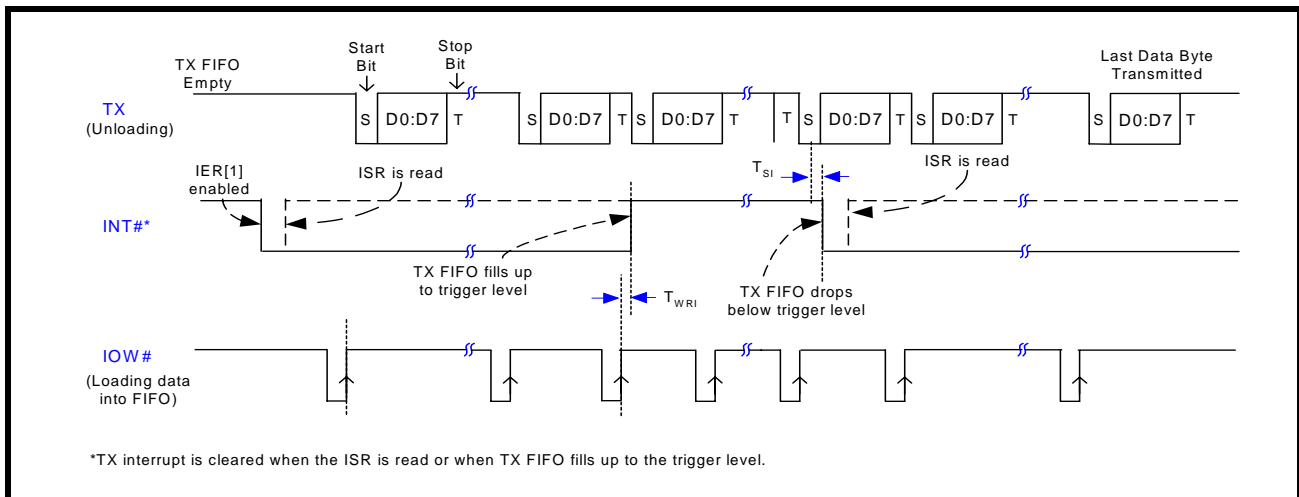 Start
Bit
Stop
Bit
TX FIFO
Empty
Last Data Byte
Transmitted
TX
(Unloading)
S D0:D7 T S D0:D7 T S D0:D7 T T S D0:D7 T S D0:D7 T S D0:D7 T
IER[1]
enabled
ISR is read
TSI
ISR is read
INT#*
TX FIFO fills up
to trigger level
TWRI
TX FIFO drops
below trigger level
IOW#
(Loading data
into FIFO)
*TX interrupt is cleared when the ISR is read or when TX FIFO fills up to the trigger level.